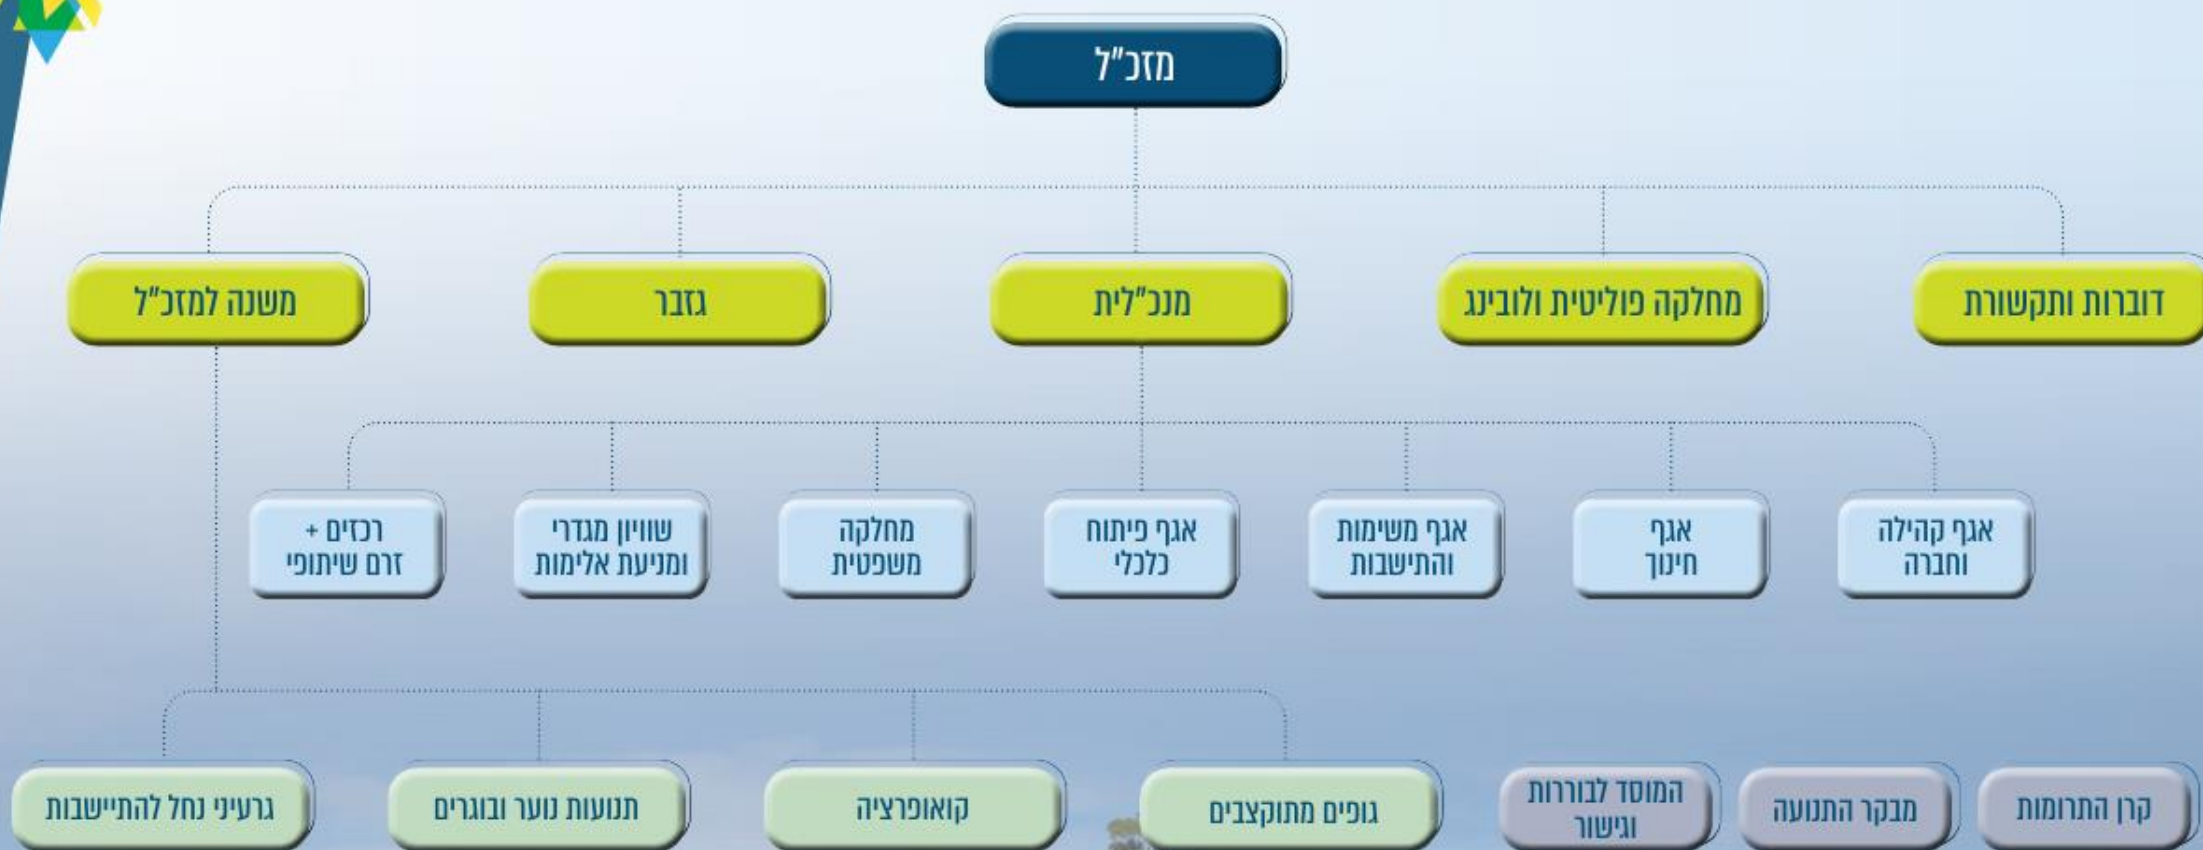 מזכ"ל
דוברות ותקשורת
מחלקה פוליטית ולובינג
מנכ"לית
גזבר
משנה למזכ"ל
אגף קהילה
וחברה
אגף
חינוך
אגף משימות
והתישבות
אגף פיתוח
כלכלי
מחלקה
משפטית
שוויון מגדרי
ומניעת אלימות
רכזים +
זרם שיתופי
קרן התרומות
מבקר התנועה
המוסד לבוררות
וגישור
גופים מתוקצבים
קואופרציה
תנועות נוער ובוגרים
גרעיני נחל להתיישבות